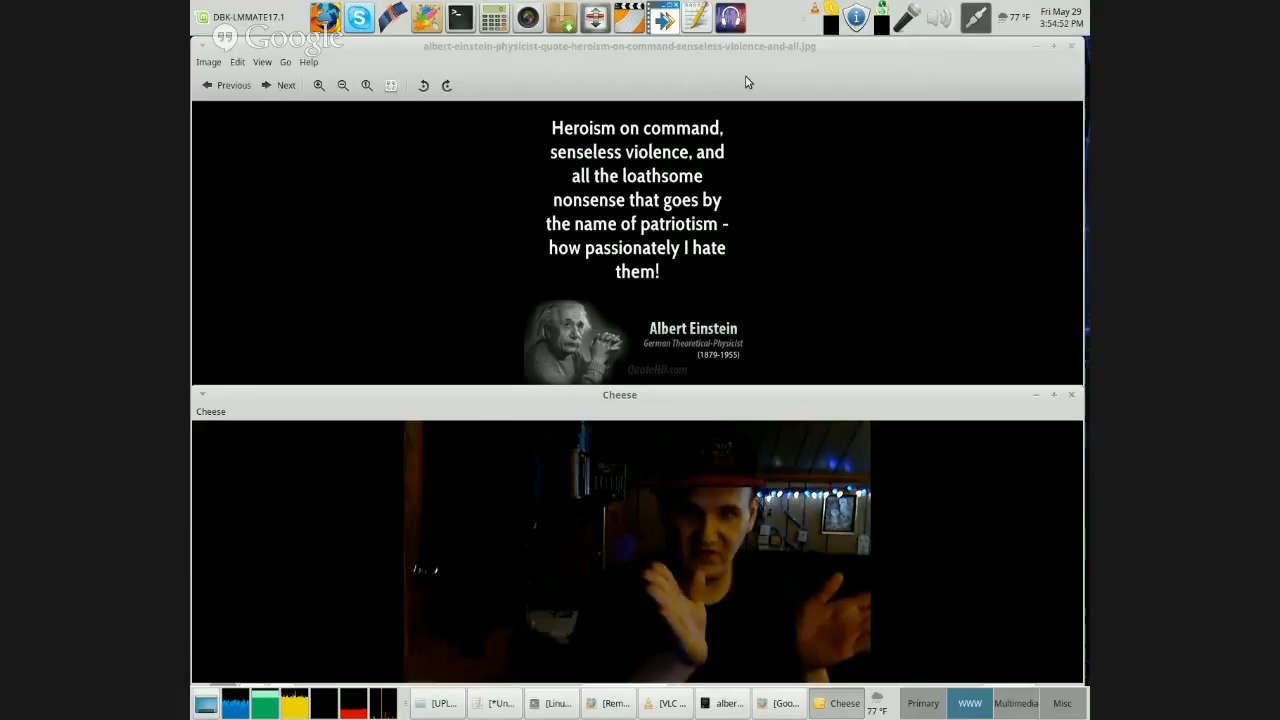 DBK-LMMATE17.1
77 °F
Fri May 29
3:54:52 PM
Google
albert-einstein-physicist-quote-heroism-on-command-senseless-violence-and-all.jpg
Image Edit View Go Help
Previous Next
Heroism on command,
senseless violence, and
all the loathsome
nonsense that goes by
the name of patriotism -
how passionately I hate
them!
Albert Einstein
German Theoretical-Physicist
(1879-1955)
QuoteHD.com
Cheese
Cheese
[UPL... [*Un... [Linu... [Rem... [VLC ... alber... [Goo... Cheese 77 °F Primary WWW Multimedia Misc